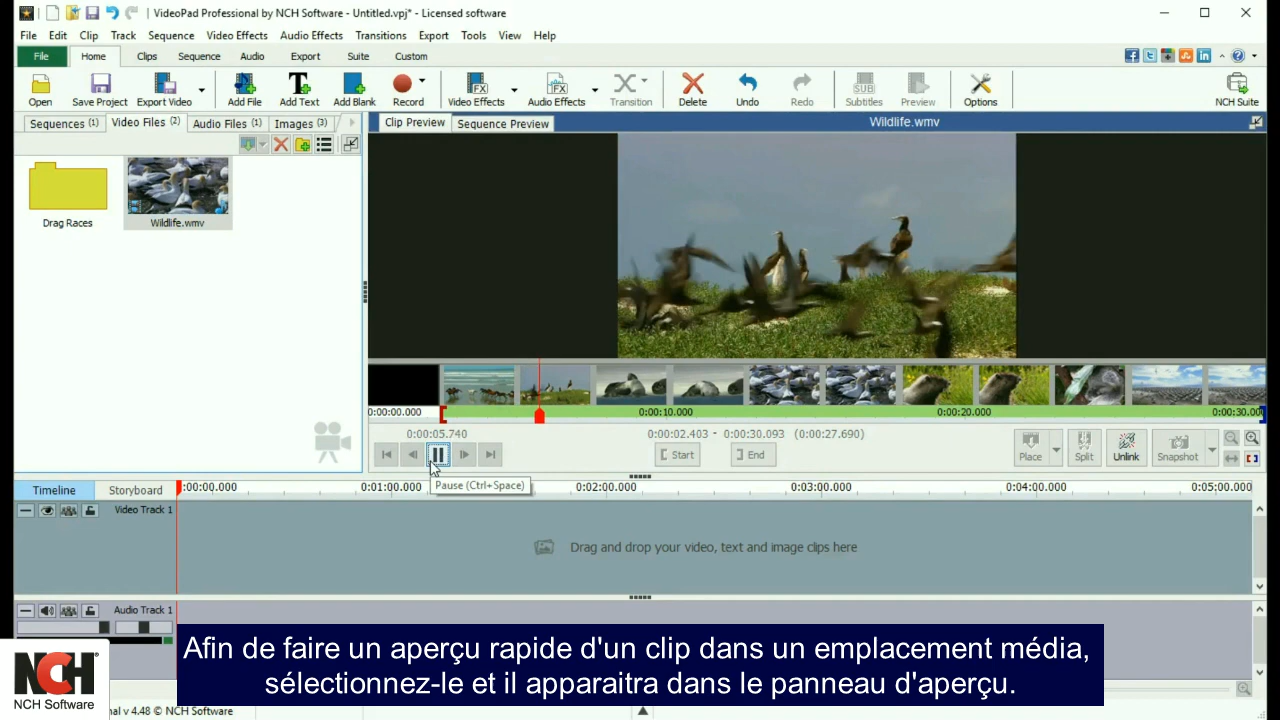 VideoPad Professional by NCH Software - Untitled.vpj* - Licensed software
File Edit Clip Track Sequence Video Effects Audio Effects Transitions Export Tools View Help
File Home Clips Sequence Audio Export Suite Custom
Open Save Project Export Video Add File Add Text Add Blank Record Video Effects Audio Effects Transition Delete Undo Redo Subtitles Preview Options NCH Suite
Sequences (1) Video Files (2) Audio Files (1) Images (3)
Clip Preview Sequence Preview Wildlife.wmv
Drag Races Wildlife.wmv
0:00:00.000 0:00:10.000 0:00:20.000 0:00:30.00
0:00:05.740 0:00:02.403 - 0:00:30.093 (0:00:27.690)
Start End Place Split Unlink Snapshot
Pause (Ctrl+Space)
Timeline Storyboard :00:00.000 0:01:00.000 0:02:00.000 0:03:00.000 0:04:00.000 0:05:00.000
Video Track 1
Drag and drop your video, text and image clips here
Audio Track 1
Afin de faire un aperçu rapide d'un clip dans un emplacement média,
sélectionnez-le et il apparaitra dans le panneau d'aperçu.
NCH®
NCH Software
nal v 4.48 © NCH Software